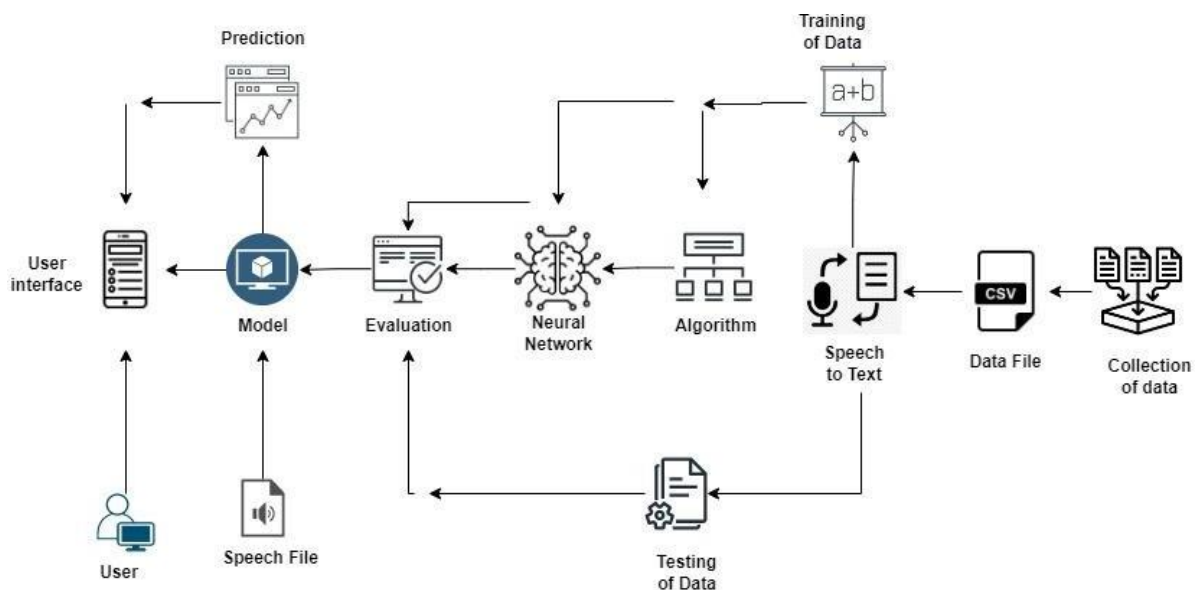 Prediction
Training
of Data
a+b
User
interface
Model
Evaluation
Neural
Network
Algorithm
Speech
to Text
CSV
Data File
Collection
of data
User
Speech File
Testing
of Data